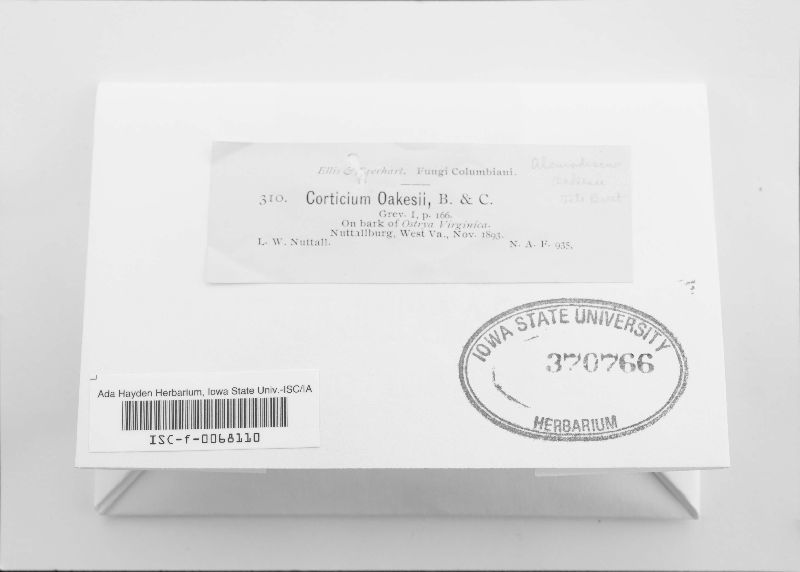 Ellis & Everhart. Fungi Columbiani.
310. Corticium Oakesii, B. & C.
Grev. I, p. 166.
On bark of Ostrya Virginica.
Nuttallburg, West Va., Nov. 1893.
L. W. Nuttall.
N. A. F. 935.
IOWA STATE UNIVERSITY
370766
HERBARIUM
Ada Hayden Herbarium, Iowa State Univ.-ISC/IA
ISC-f-0068110